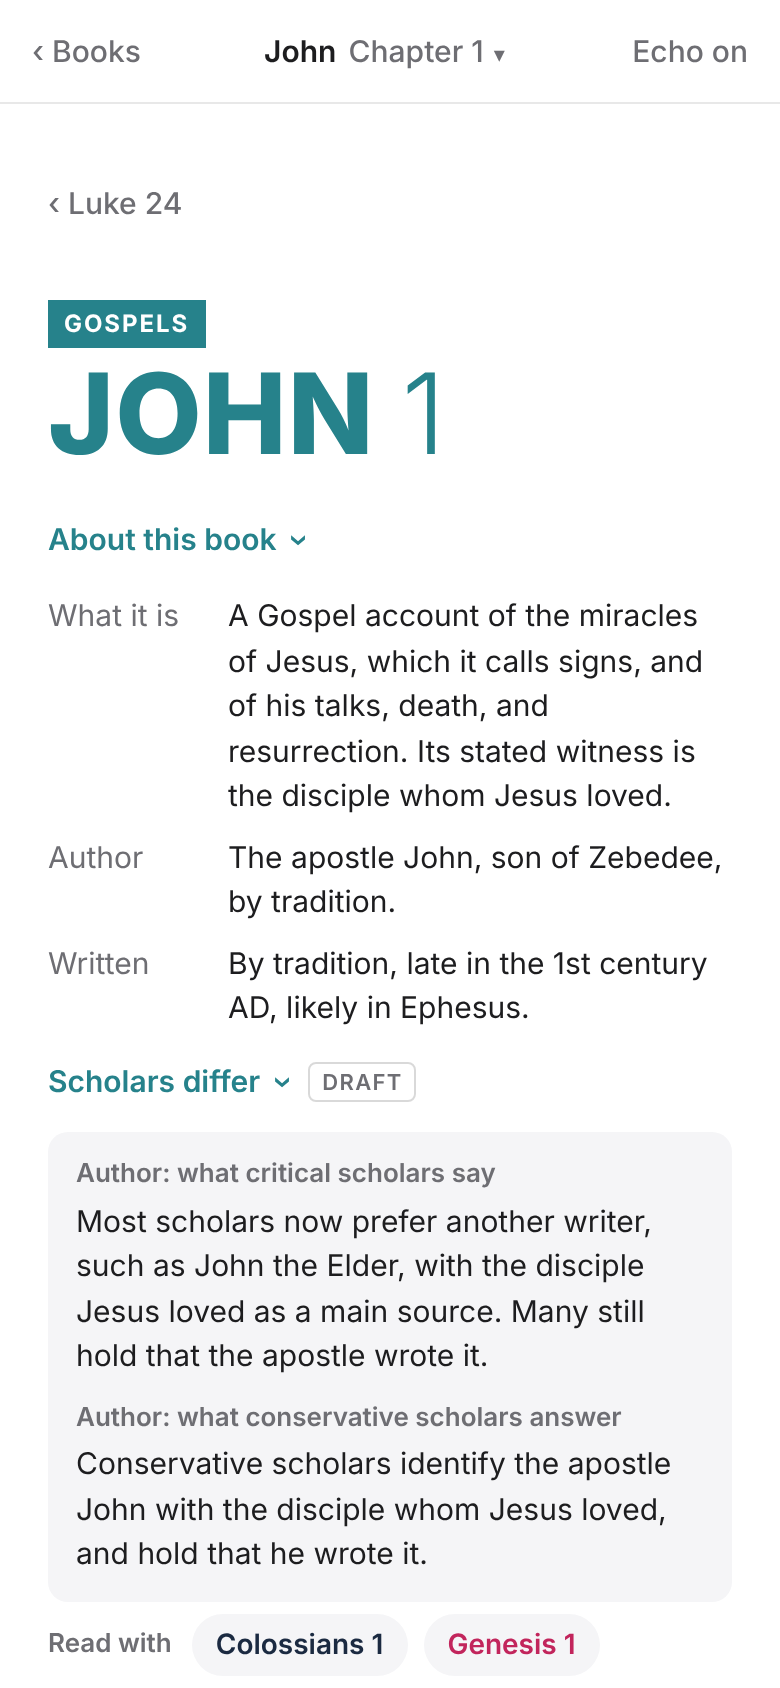 ‹ Books John Chapter 1 ▾ Echo on
‹ Luke 24
GOSPELS
JOHN 1
About this book
What it is A Gospel account of the miracles
of Jesus, which it calls signs, and
of his talks, death, and
resurrection. Its stated witness is
the disciple whom Jesus loved.
Author The apostle John, son of Zebedee,
by tradition.
Written By tradition, late in the 1st century
AD, likely in Ephesus.
Scholars differ DRAFT
Author: what critical scholars say
Most scholars now prefer another writer,
such as John the Elder, with the disciple
Jesus loved as a main source. Many still
hold that the apostle wrote it.
Author: what conservative scholars answer
Conservative scholars identify the apostle
John with the disciple whom Jesus loved,
and hold that he wrote it.
Read with Colossians 1 Genesis 1